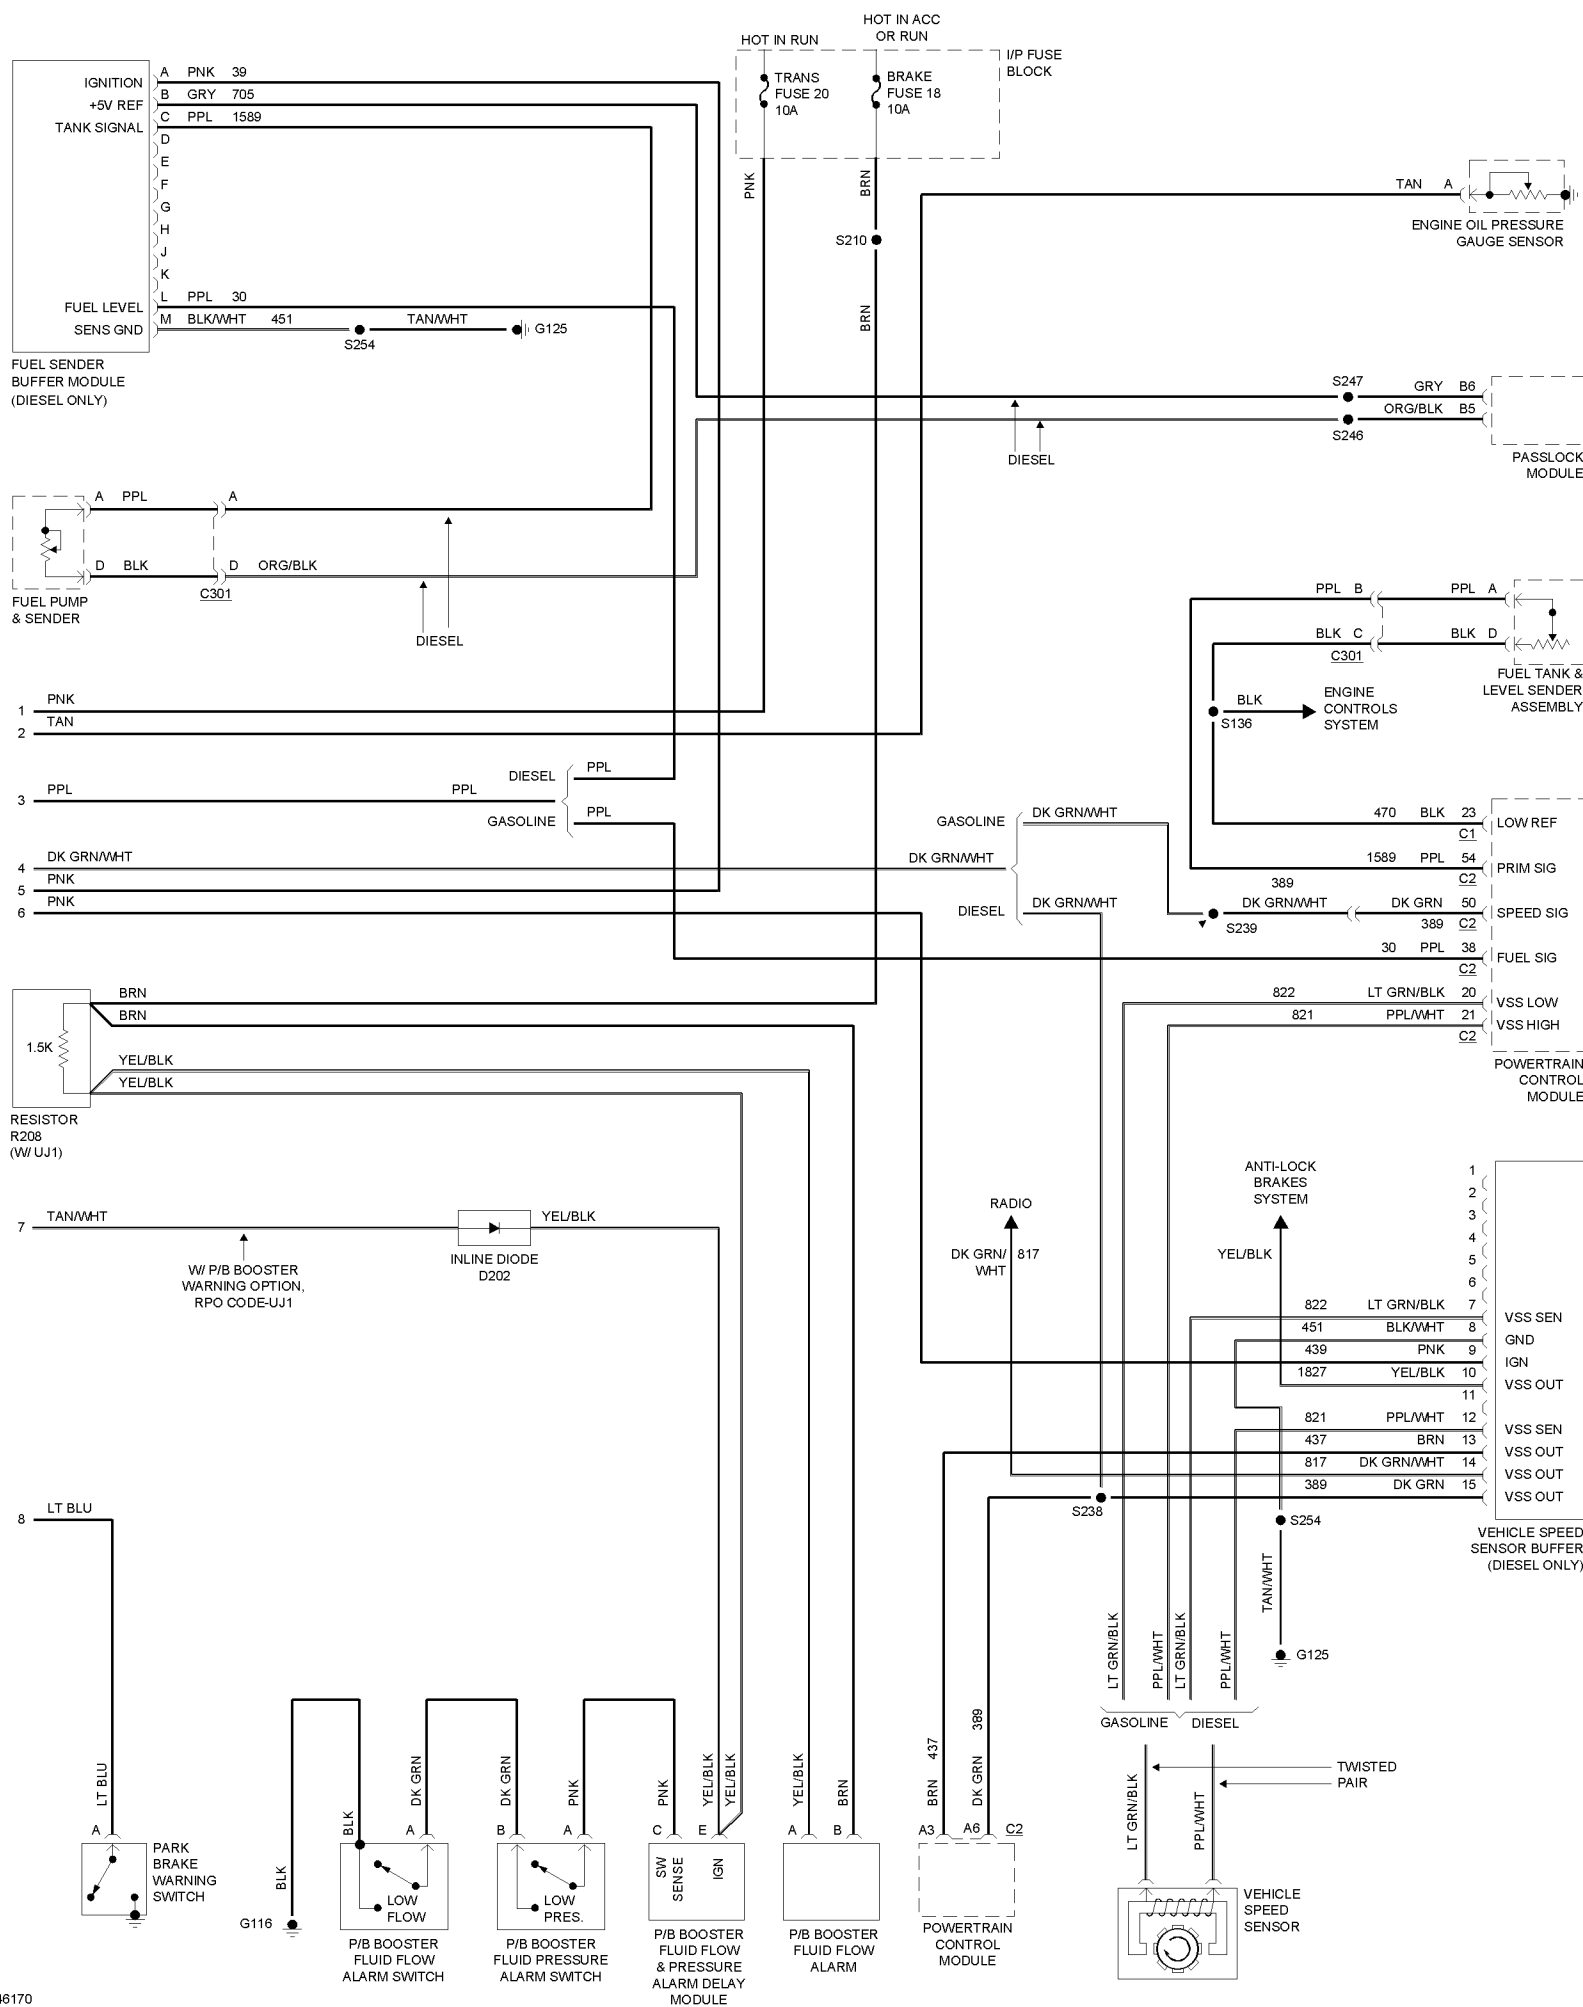 HOT IN RUN
HOT IN ACC
OR RUN
I/P FUSE
BLOCK
TRANS
FUSE 20
10A
BRAKE
FUSE 18
10A
PNK
BRN
S210
BRN
IGNITION A PNK 39
+5V REF B GRY 705
TANK SIGNAL C PPL 1589
D
E
F
G
H
J
K
FUEL LEVEL L PPL 30
SENS GND M BLK/WHT 451 TAN/WHT G125
S254
FUEL SENDER
BUFFER MODULE
(DIESEL ONLY)
TAN A
ENGINE OIL PRESSURE
GAUGE SENSOR
S247 GRY B6
ORG/BLK B5
S246
DIESEL
PASSLOCK
MODULE
A PPL A
D BLK D ORG/BLK
C301
FUEL PUMP
& SENDER
DIESEL
PPL B PPL A
BLK C BLK D
C301
FUEL TANK &
LEVEL SENDER
ASSEMBLY
BLK
S136
ENGINE
CONTROLS
SYSTEM
1 PNK
2 TAN
3 PPL PPL
DIESEL PPL
GASOLINE PPL
4 DK GRN/WHT DK GRN/WHT
5 PNK
6 PNK
GASOLINE DK GRN/WHT
DIESEL DK GRN/WHT
470 BLK 23 LOW REF
C1
1589 PPL 54 PRIM SIG
C2
389
DK GRN/WHT DK GRN 50 SPEED SIG
S239 389 C2
30 PPL 38 FUEL SIG
C2
822 LT GRN/BLK 20 VSS LOW
821 PPL/WHT 21 VSS HIGH
C2
POWERTRAIN
CONTROL
MODULE
BRN
BRN
1.5K
YEL/BLK
YEL/BLK
RESISTOR
R208
(W/ UJ1)
7 TAN/WHT YEL/BLK
W/ P/B BOOSTER
WARNING OPTION,
RPO CODE-UJ1
INLINE DIODE
D202
RADIO
DK GRN/
WHT
817
ANTI-LOCK
BRAKES
SYSTEM
YEL/BLK
1
2
3
4
5
6
822 LT GRN/BLK 7 VSS SEN
451 BLK/WHT 8 GND
439 PNK 9 IGN
1827 YEL/BLK 10 VSS OUT
11
821 PPL/WHT 12 VSS SEN
437 BRN 13 VSS OUT
817 DK GRN/WHT 14 VSS OUT
389 DK GRN 15 VSS OUT
S238
S254
VEHICLE SPEED
SENSOR BUFFER
(DIESEL ONLY)
TAN/WHT
G125
8 LT BLU
LT BLU
A
PARK
BRAKE
WARNING
SWITCH
BLK
G116
BLK
DK GRN
A
LOW
FLOW
P/B BOOSTER
FLUID FLOW
ALARM SWITCH
DK GRN
PNK
B A
LOW
PRES.
P/B BOOSTER
FLUID PRESSURE
ALARM SWITCH
PNK
YEL/BLK
YEL/BLK
C E
SW
SENSE
IGN
P/B BOOSTER
FLUID FLOW
& PRESSURE
ALARM DELAY
MODULE
YEL/BLK
BRN
A B
P/B BOOSTER
FLUID FLOW
ALARM
BRN 437
DK GRN 389
A3 A6 C2
POWERTRAIN
CONTROL
MODULE
LT GRN/BLK
PPL/WHT
LT GRN/BLK
PPL/WHT
GASOLINE DIESEL
TWISTED
PAIR
LT GRN/BLK
PPL/WHT
VEHICLE
SPEED
SENSOR
46170